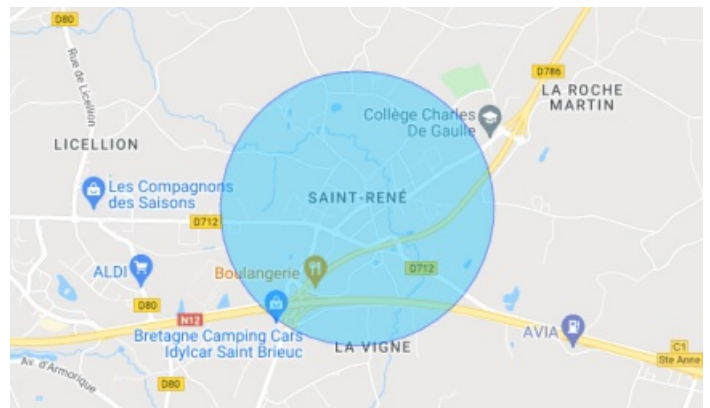 D80
Rue de Licellion
D786
LA ROCHE
MARTIN
Collège Charles
De Gaulle
LICELLION
Les Compagnons
des Saisons
SAINT-RENÉ
D712
ALDI
Boulangerie
D712
D80
N12
Bretagne Camping Cars
Idylcar Saint Brieuc
LA VIGNE
AVIA
C1
Ste Anne
Av. d'Armorique
D80